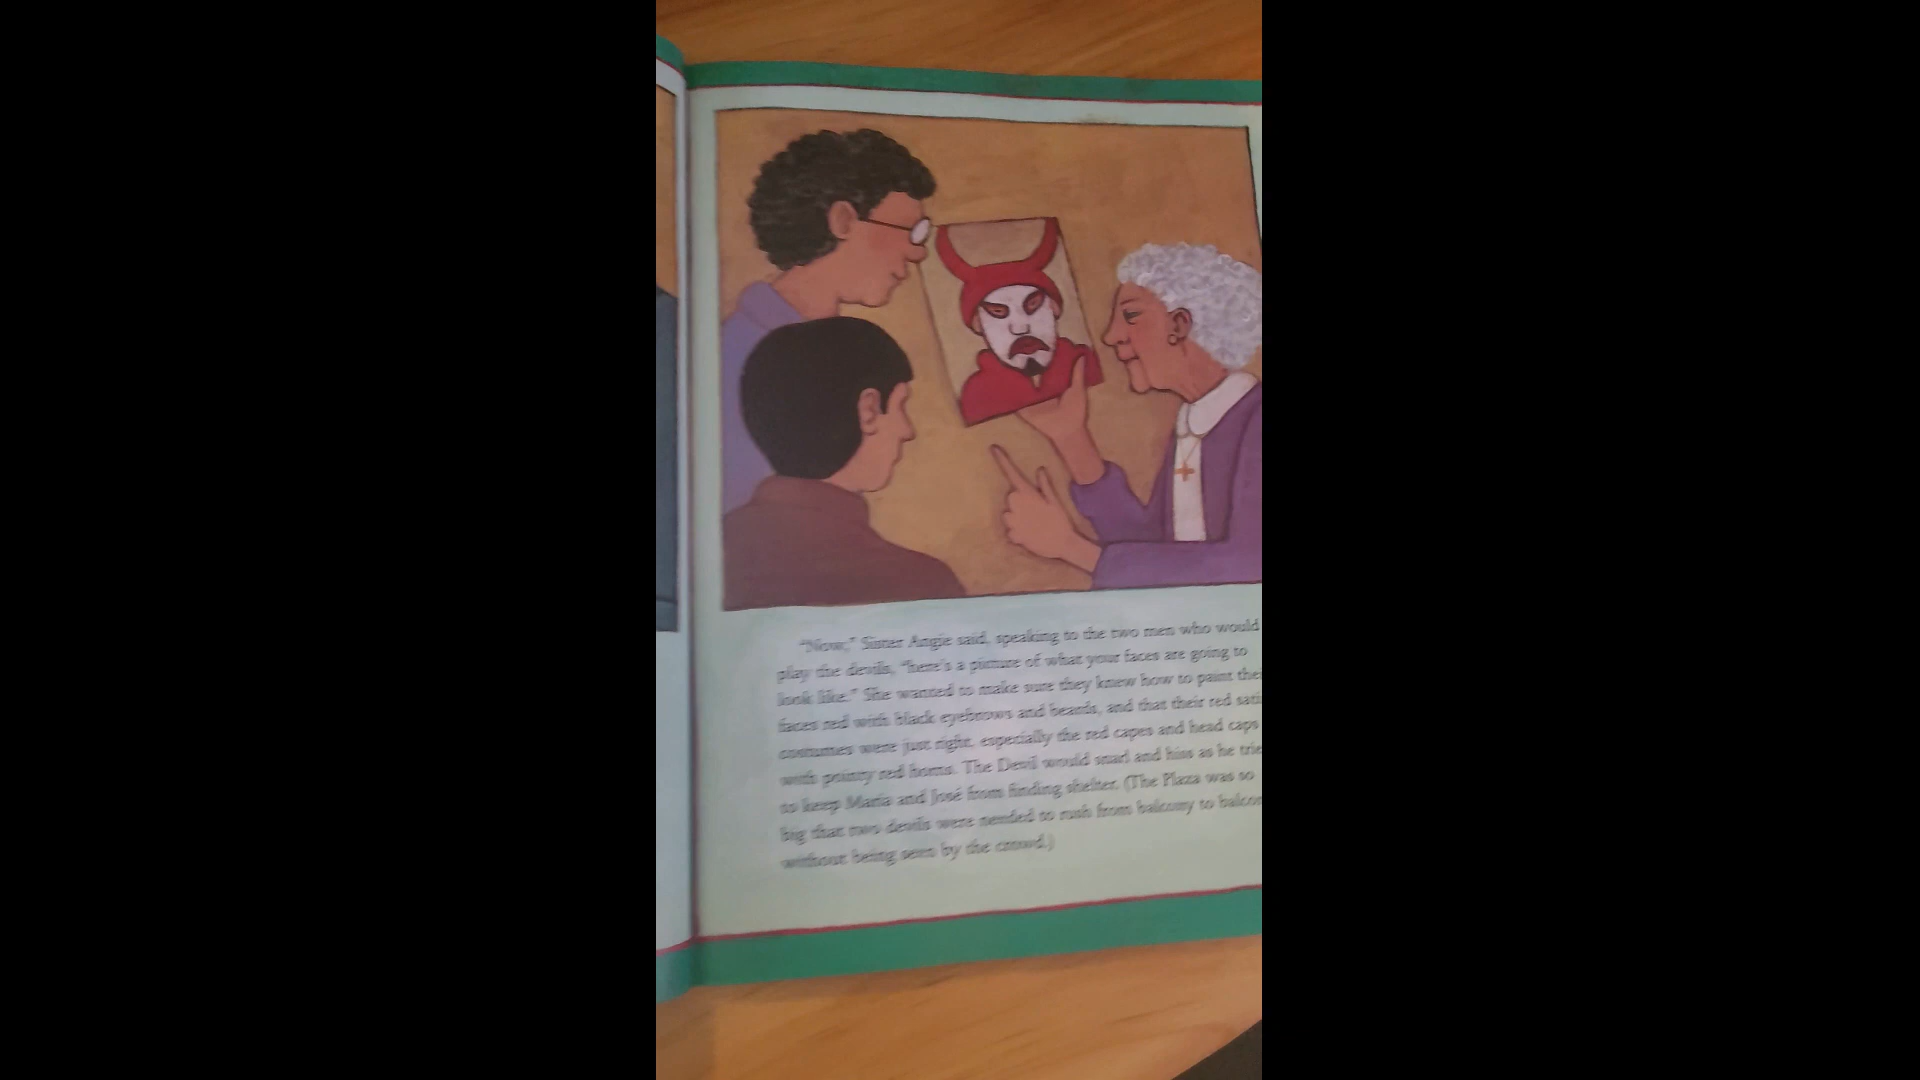 "Now," Sister Angie said, speaking to the two men who would
play the devils, "here's a picture of what your faces are going to
look like." She wanted to make sure they knew how to paint thei
faces red with black eyebrows and beards, and that their red sati
costumes were just right, especially the red capes and head caps
with pointy red horns. The Devil would snarl and hiss as he trie
to keep María and José from finding shelter. (The Plaza was so
big that two devils were needed to rush from balcony to balcon
without being seen by the crowd.)